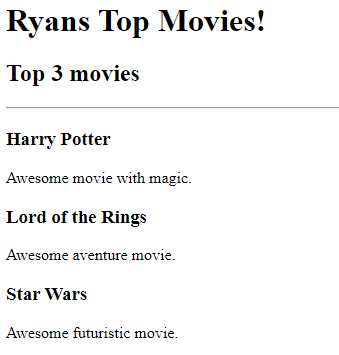 Ryans Top Movies!
Top 3 movies
Harry Potter
Awesome movie with magic.
Lord of the Rings
Awesome aventure movie.
Star Wars
Awesome futuristic movie.